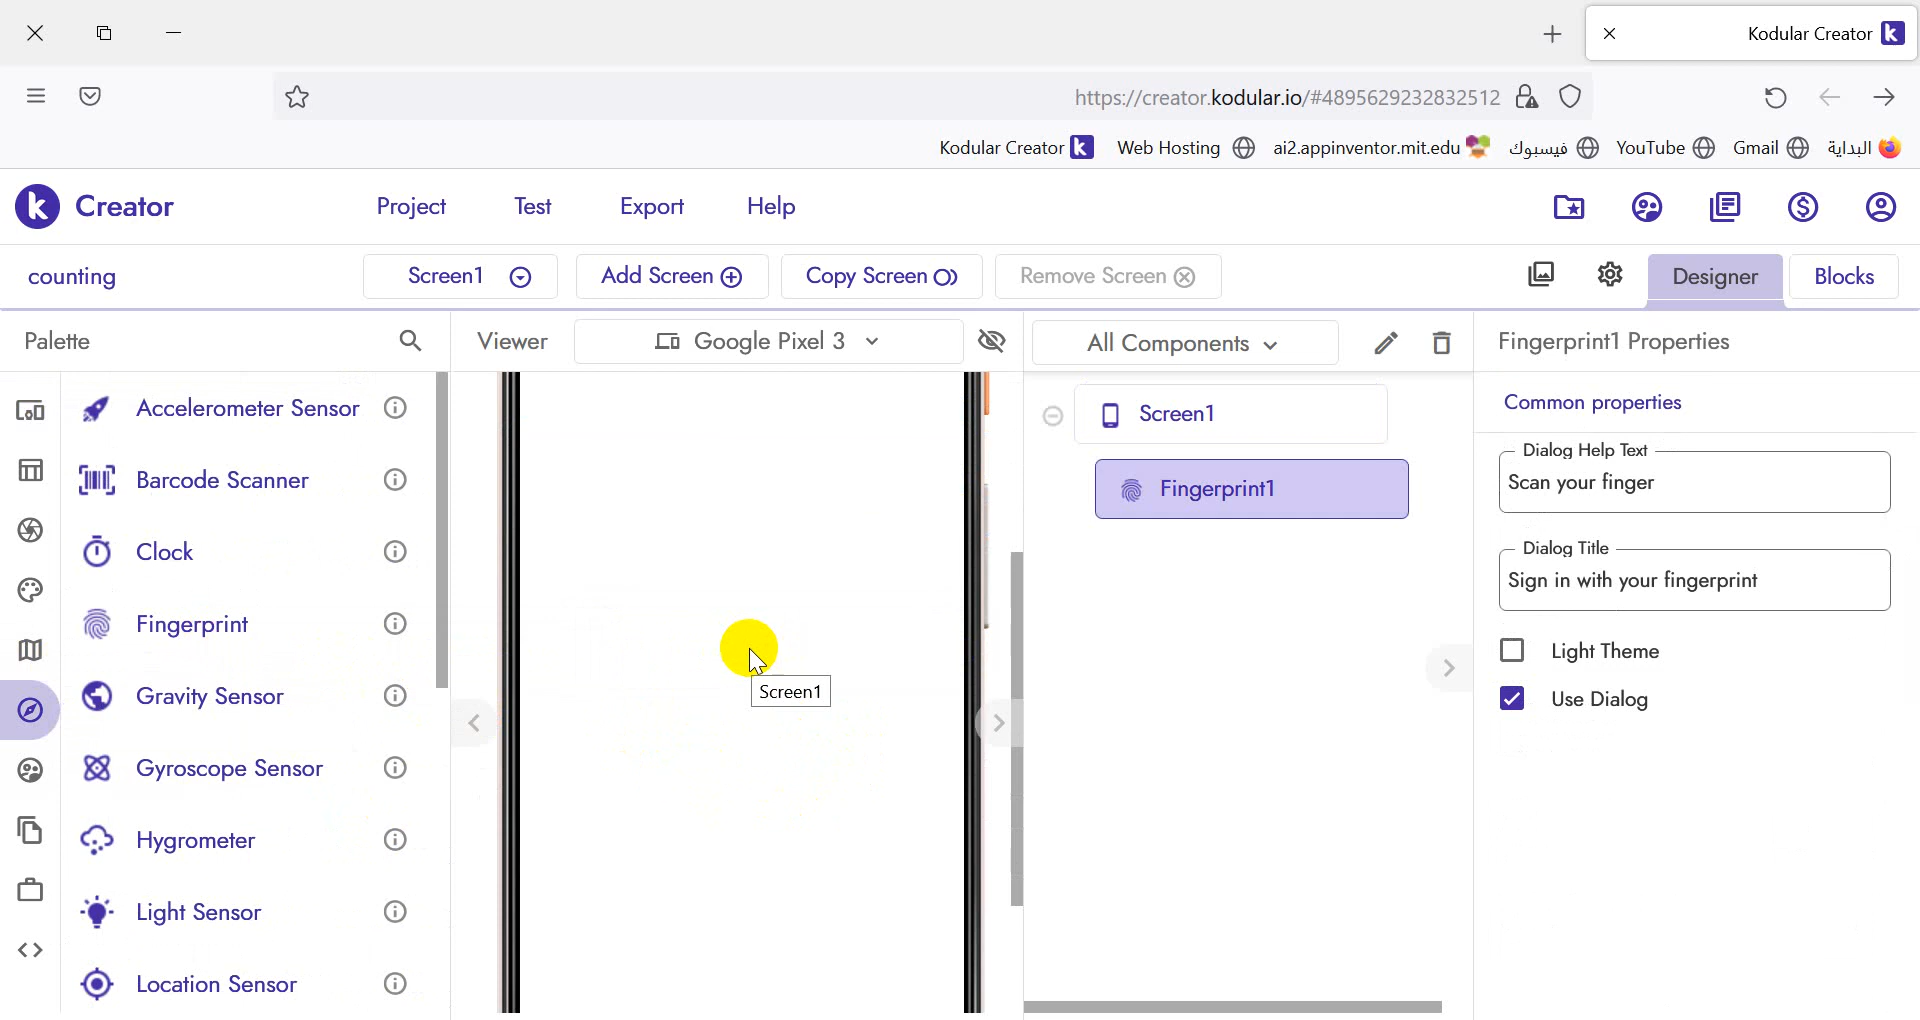 Kodular Creator
https://creator.kodular.io/#4895629232832512
Kodular Creator Web Hosting ai2.appinventor.mit.edu فيسبوك YouTube Gmail البداية
k Creator Project Test Export Help
counting Screen1 Add Screen Copy Screen Remove Screen Designer Blocks
Palette
Accelerometer Sensor
Barcode Scanner
Clock
Fingerprint
Gravity Sensor
Gyroscope Sensor
Hygrometer
Light Sensor
Location Sensor
Viewer Google Pixel 3
Screen1
All Components
Screen1
Fingerprint1
Fingerprint1 Properties
Common properties
Dialog Help Text
Scan your finger
Dialog Title
Sign in with your fingerprint
Light Theme
Use Dialog